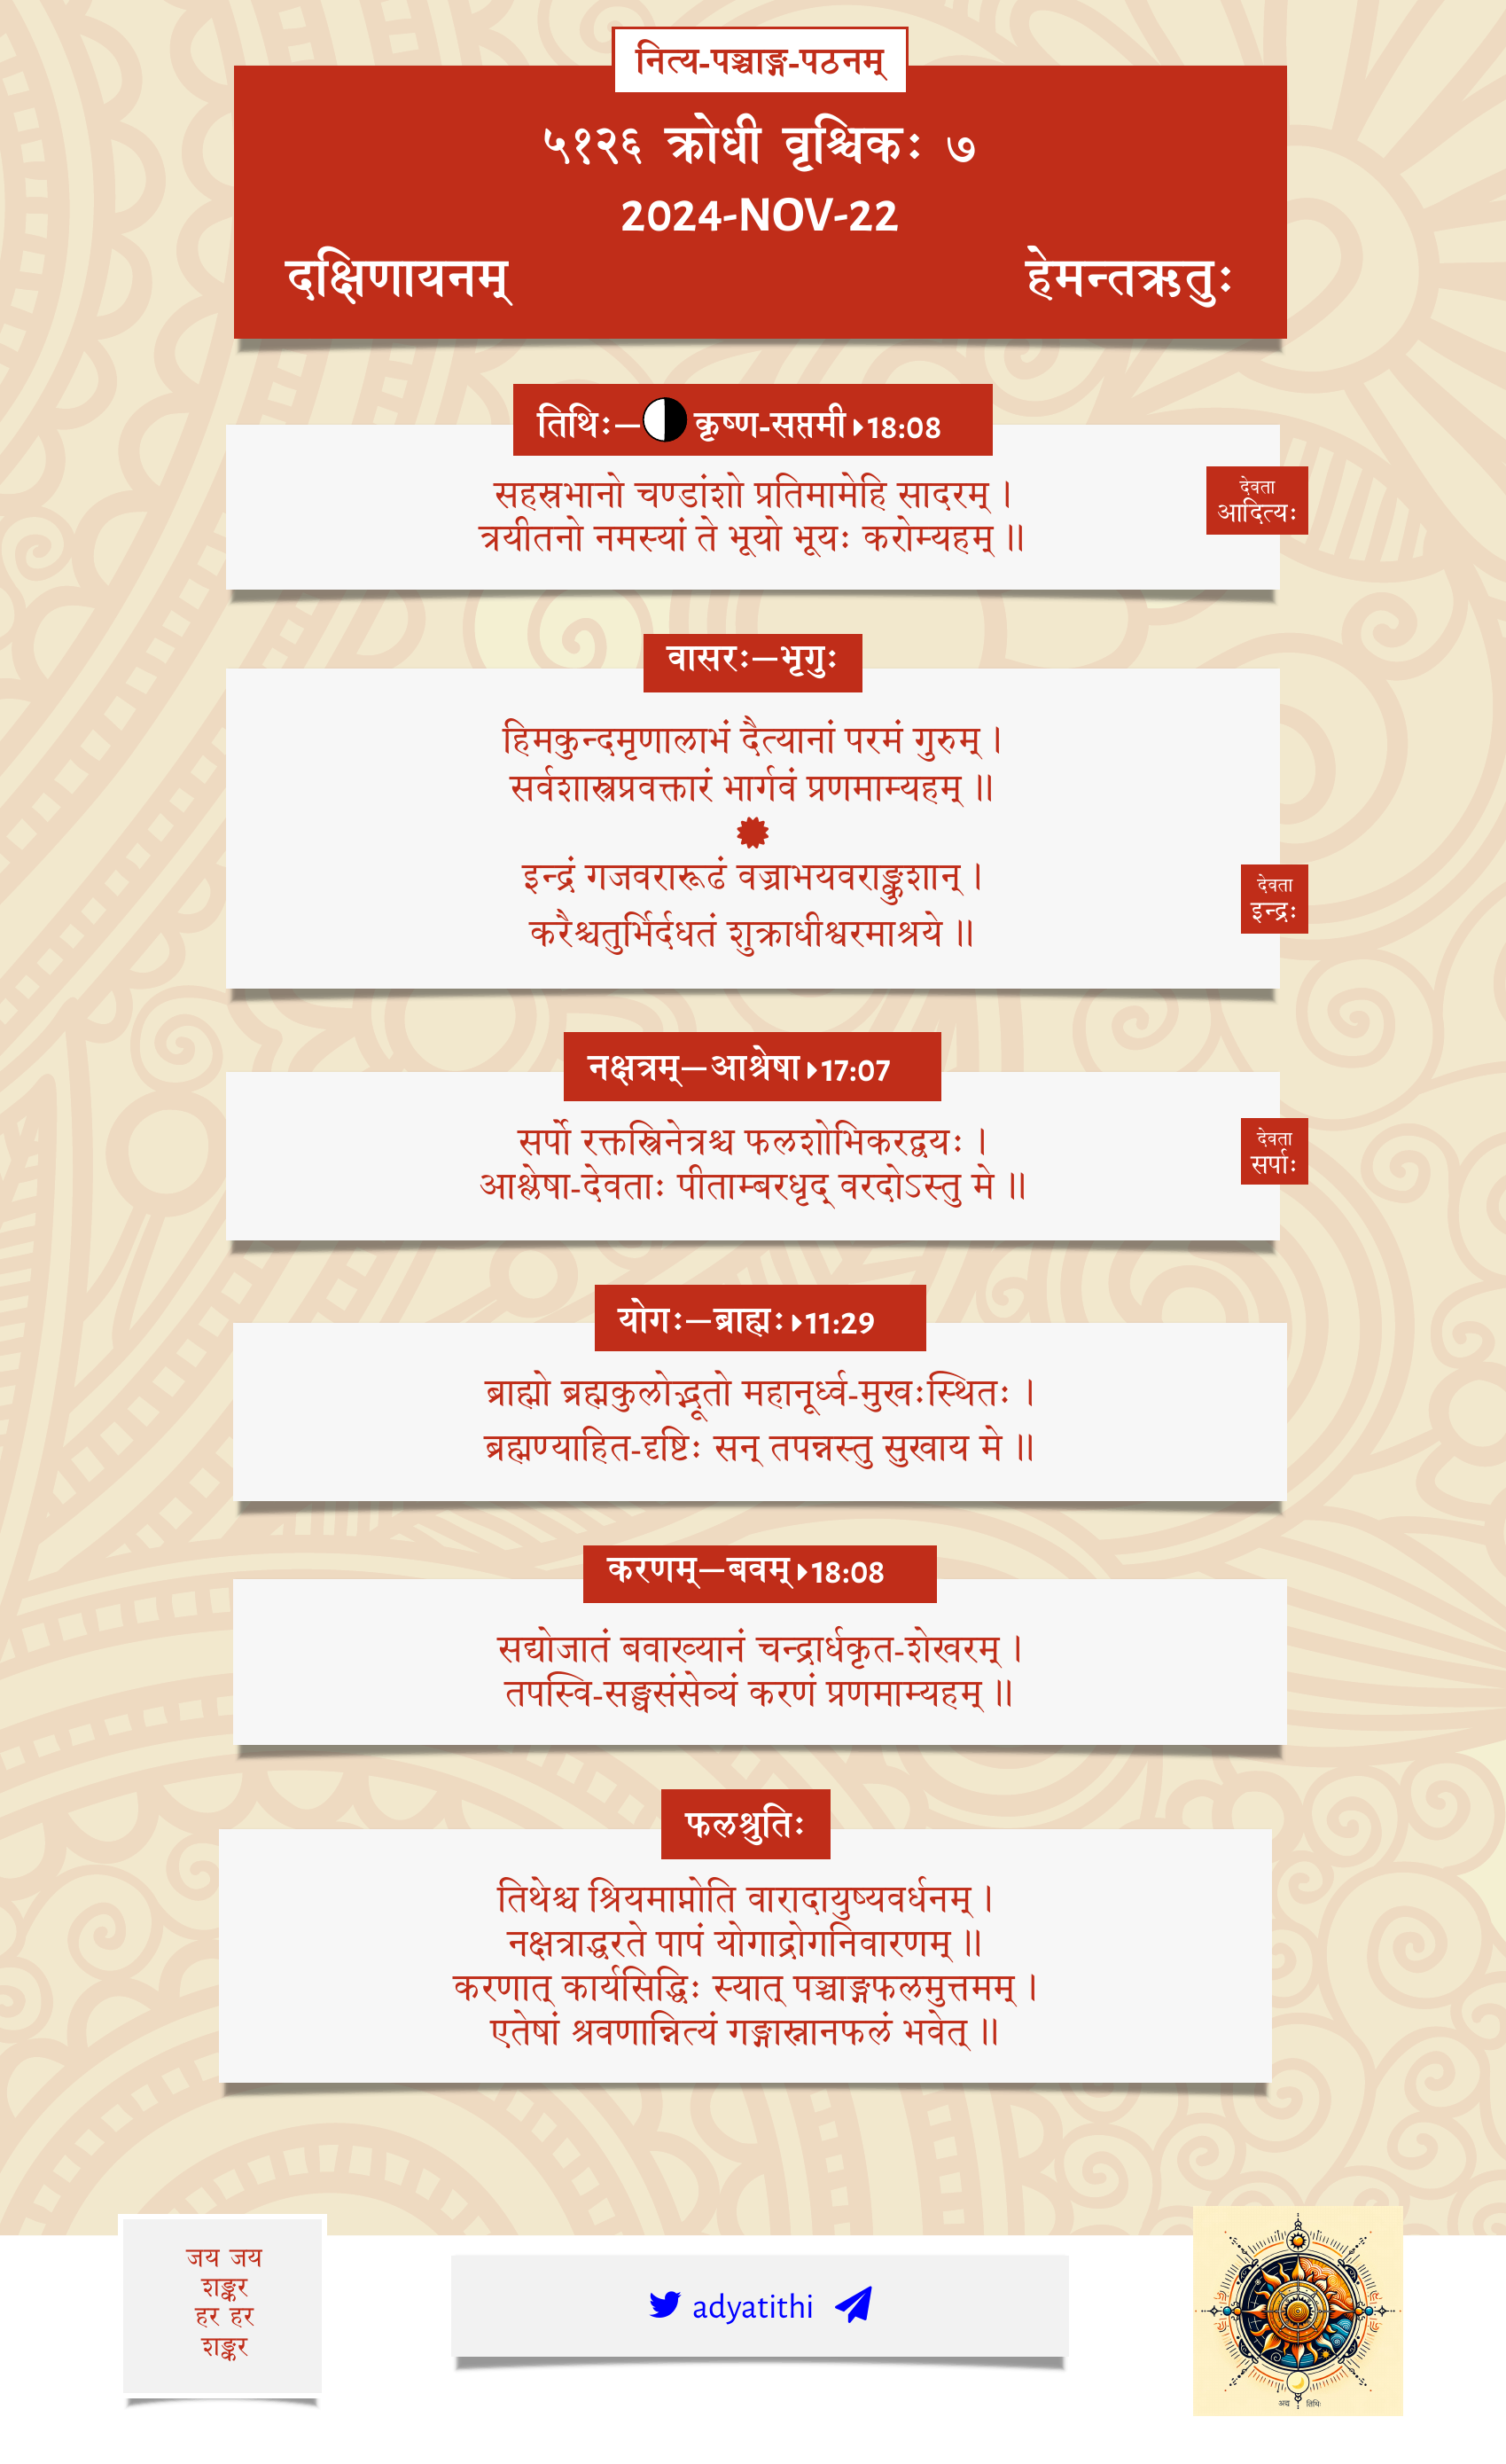 नित्य-पञ्चाङ्ग-पठनम्
५१२६ क्रोधी वृश्चिकः ७
2024-NOV-22
दक्षिणायनम् हेमन्तऋतुः
तिथिः—कृष्ण-सप्तमी 18:08
सहस्रभानो चण्डांशो प्रतिमामेहि सादरम् ।
त्रयीतनो नमस्यां ते भूयो भूयः करोम्यहम् ॥
देवता
आदित्यः
वासरः—भृगुः
हिमकुन्दमृणालाभं दैत्यानां परमं गुरुम् ।
सर्वशास्त्रप्रवक्तारं भार्गवं प्रणमाम्यहम् ॥
इन्द्रं गजवरारूढं वज्राभयवराङ्कुशान् ।
करैश्चतुर्भिर्दधतं शुक्राधीश्वरमाश्रये ॥
देवता
इन्द्रः
नक्षत्रम्—आश्रेषा 17:07
सर्पो रक्तस्त्रिनेत्रश्च फलशोभिकरद्वयः ।
आश्लेषा-देवताः पीताम्बरधृद् वरदोऽस्तु मे ॥
देवता
सर्पाः
योगः—ब्राह्मः 11:29
ब्राह्मो ब्रह्मकुलोद्भूतो महानूर्ध्व-मुखःस्थितः ।
ब्रह्मण्याहित-दृष्टिः सन् तपन्नस्तु सुखाय मे ॥
करणम्—बवम् 18:08
सद्योजातं बवाख्यानं चन्द्रार्धकृत-शेखरम् ।
तपस्वि-सङ्घसंसेव्यं करणं प्रणमाम्यहम् ॥
फलश्रुतिः
तिथेश्च श्रियमाप्नोति वारादायुष्यवर्धनम् ।
नक्षत्राद्धरते पापं योगाद्रोगनिवारणम् ॥
करणात् कार्यसिद्धिः स्यात् पञ्चाङ्गफलमुत्तमम् ।
एतेषां श्रवणान्नित्यं गङ्गास्नानफलं भवेत् ॥
जय जय
शङ्कर
हर हर
शङ्कर
adyatithi
अद्य तिथिः